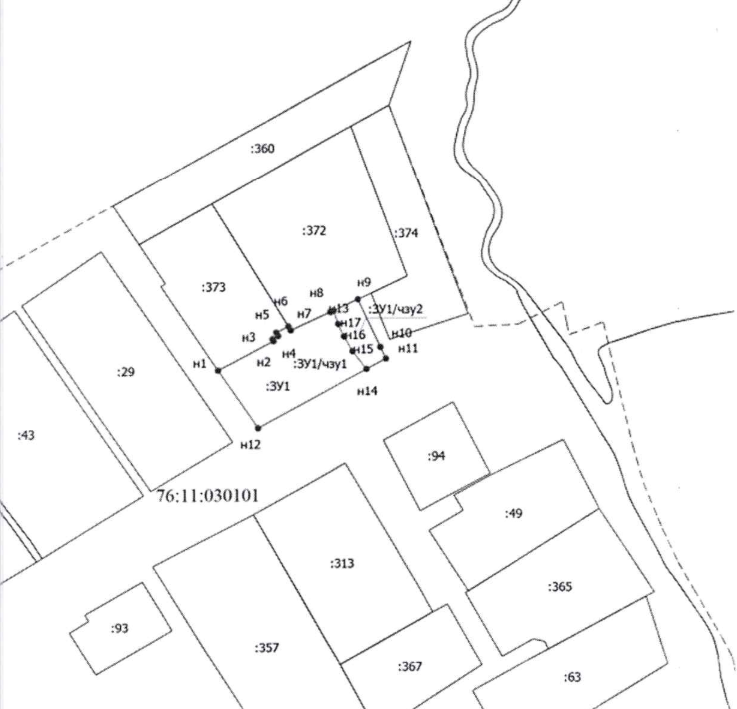 :360
:372
:374
:373
н9
н8
н6
н13
:ЗУ1/чзу2
н5
н7
н17
н3
н16
н10
н4
н15
н11
н2
н1
:ЗУ1/чзу1
:29
:ЗУ1
н14
:43
н12
:94
76:11:030101
:49
:313
:365
:93
:357
:367
:63